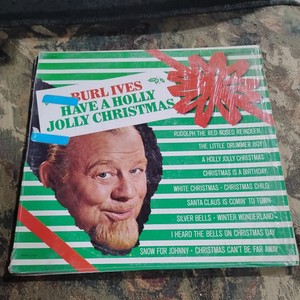 BURL IVES
HAVE A HOLLY
JOLLY CHRISTMAS
RUDOLPH THE RED-NOSED REINDEER
THE LITTLE DRUMMER BOY
A HOLLY JOLLY CHRISTMAS
CHRISTMAS IS A BIRTHDAY
WHITE CHRISTMAS • CHRISTMAS CHILD
SANTA CLAUS IS COMIN' TO TOWN
SILVER BELLS • WINTER WONDERLAND
I HEARD THE BELLS ON CHRISTMAS DAY
SNOW FOR JOHNNY • CHRISTMAS CAN'T BE FAR AWAY